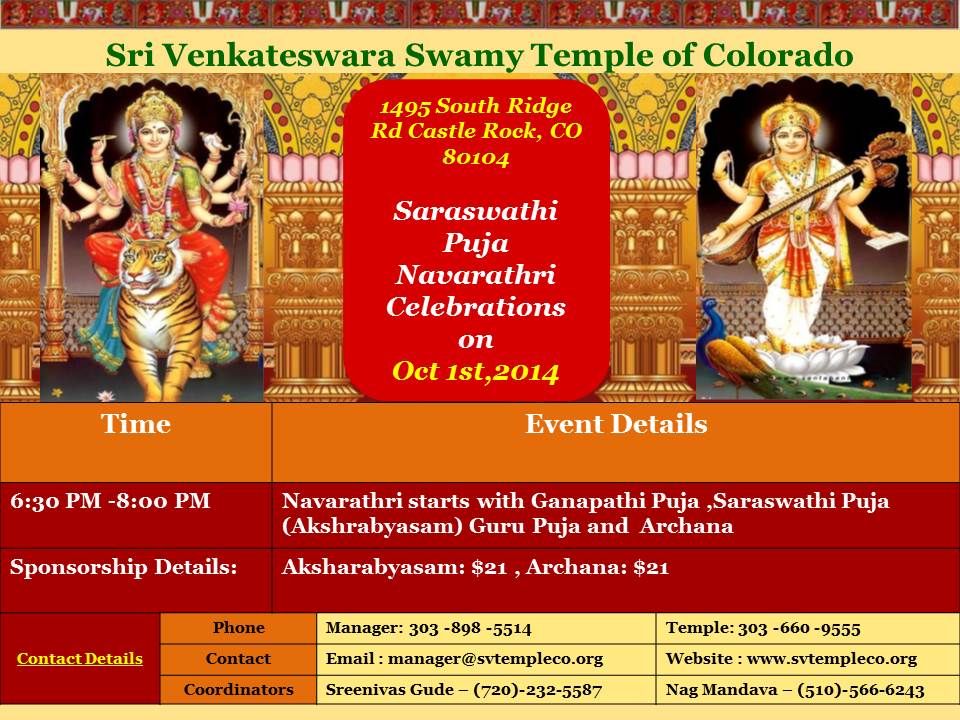 Sri Venkateswara Swamy Temple of Colorado
1495 South Ridge
Rd Castle Rock, CO
80104
Saraswathi
Puja
Navarathri
Celebrations
on
Oct 1st,2014
Time
Event Details
6:30 PM -8:00 PM
Navarathri starts with Ganapathi Puja ,Saraswathi Puja
(Akshrabyasam) Guru Puja and Archana
Sponsorship Details:
Aksharabyasam: $21 , Archana: $21
Contact Details
Phone
Manager: 303 -898 -5514
Temple: 303 -660 -9555
Contact
Email : manager@svtempleco.org
Website : www.svtempleco.org
Coordinators
Sreenivas Gude – (720)-232-5587
Nag Mandava – (510)-566-6243